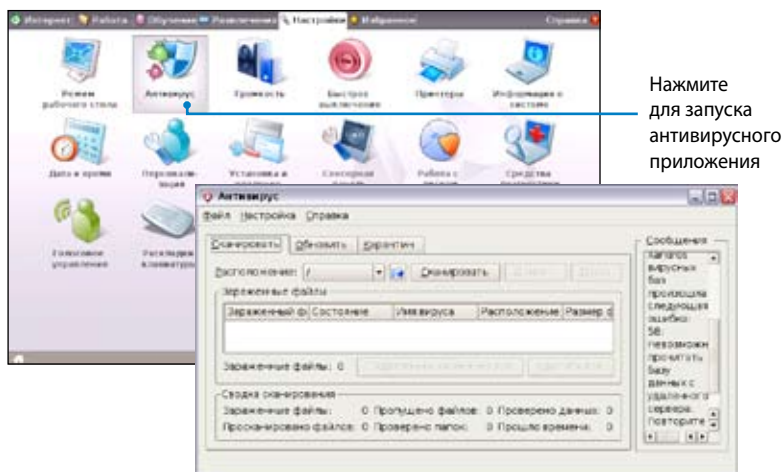 Интернет Работа Обучение Развлечения Настройки Избранное Справка
Режим рабочего стола
Антивирус
Громкость
Быстрое выключение
Принтеры
Информация о системе
Дата и время
Персонали-
зация
Установка и
Сенсорная
Работа с
Средства
Голосовое управление
Раскладка клавиатуры
Нажмите
для запуска
антивирусного
приложения
Антивирус
Файл Настройка Справка
Сканировать Обновить Карантин
Расположение: / Сканировать
Зараженные файлы
Зараженный ф Состояние Имя вируса Расположение Размер ф
Зараженные файлы: 0
Сводка сканирования
Зараженные файлы: 0 Пропущено файлов: 0 Проверено данных: 0
Просканировано файлов: 0 Проверено папок: 0 Прошло времени: 0
Сообщения
вирусных
баз
произошла
следующая
ошибка:
58:
невозможн
прочитать
базу
данных с
удаленного
сервера.
Повторите